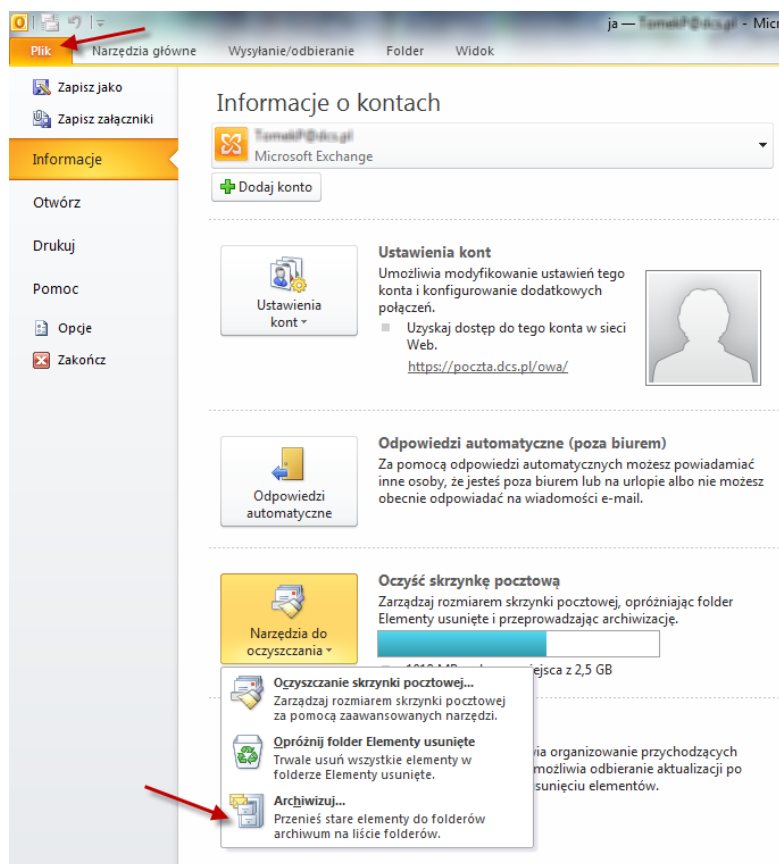 ja — - Micr
Plik Narzędzia główne Wysyłanie/odbieranie Folder Widok
Zapisz jako
Zapisz załączniki
Informacje
Otwórz
Drukuj
Pomoc
Opcje
Zakończ
Informacje o kontach
Microsoft Exchange
Dodaj konto
Ustawienia
kont
Ustawienia kont
Umożliwia modyfikowanie ustawień tego
konta i konfigurowanie dodatkowych
połączeń.
Uzyskaj dostęp do tego konta w sieci
Web.
https://poczta.dcs.pl/owa/
Odpowiedzi
automatyczne
Odpowiedzi automatyczne (poza biurem)
Za pomocą odpowiedzi automatycznych możesz powiadamiać
inne osoby, że jesteś poza biurem lub na urlopie albo nie możesz
obecnie odpowiadać na wiadomości e-mail.
Narzędzia do
oczyszczania
Oczyść skrzynkę pocztową
Zarządzaj rozmiarem skrzynki pocztowej, opróżniając folder
Elementy usunięte i przeprowadzając archiwizację.
ejsca z 2,5 GB
Oczyszczanie skrzynki pocztowej...
Zarządzaj rozmiarem skrzynki pocztowej
za pomocą zaawansowanych narzędzi.
Opróżnij folder Elementy usunięte
Trwale usuń wszystkie elementy w
folderze Elementy usunięte.
Archiwizuj...
Przenieś stare elementy do folderów
archiwum na liście folderów.
via organizowanie przychodzących
możliwia odbieranie aktualizacji po
sunięciu elementów.